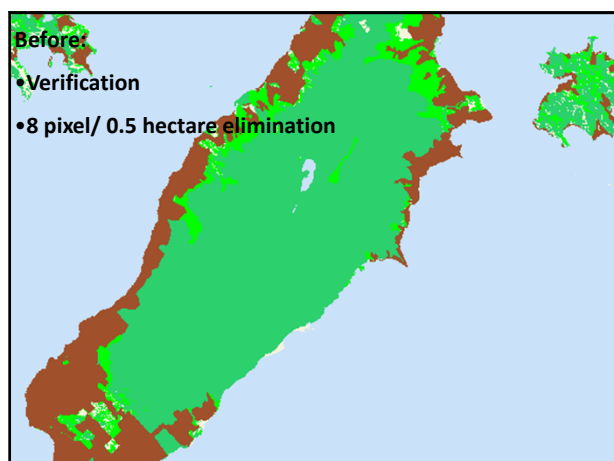 Before:
•Verification
•8 pixel/ 0.5 hectare elimination